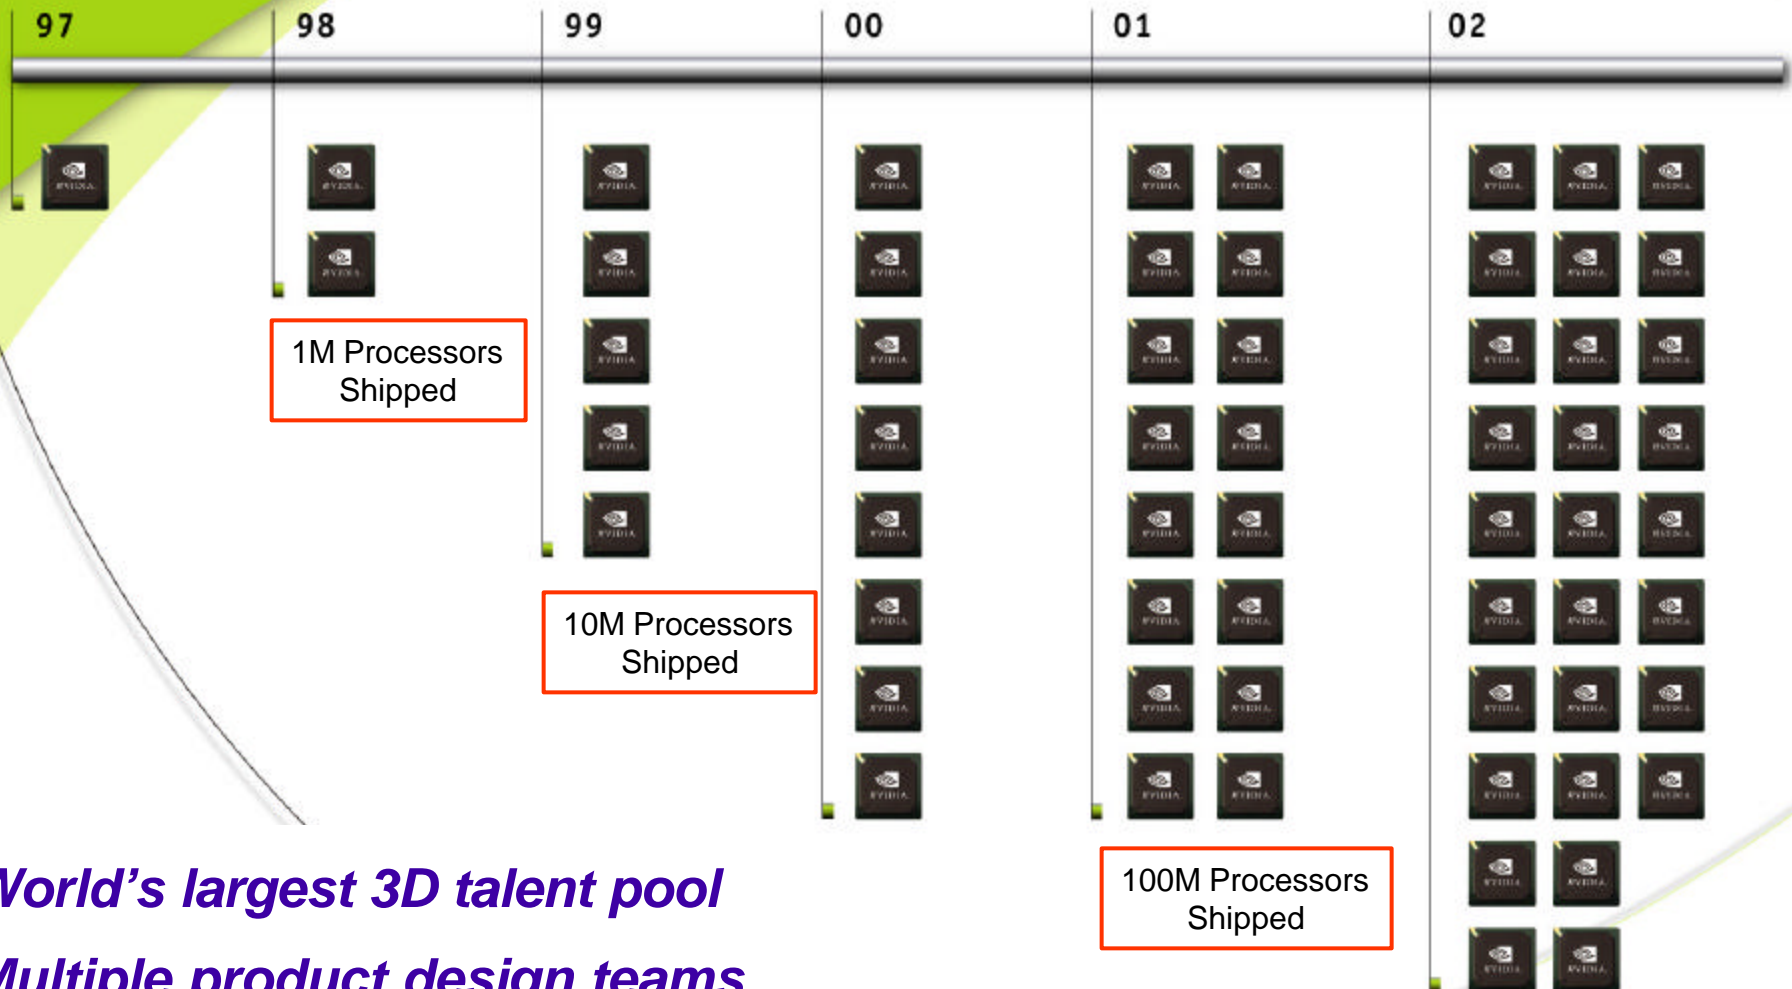 97 98 99 00 01 02
1M Processors
Shipped
10M Processors
Shipped
100M Processors
Shipped
World's largest 3D talent pool
Multiple product design teams